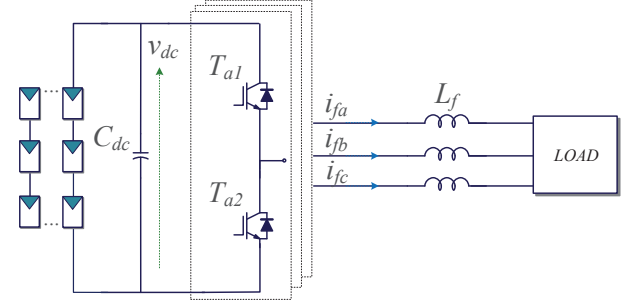 v_dc
T_a1
i_fa
L_f
C_dc
i_fb
LOAD
i_fc
T_a2